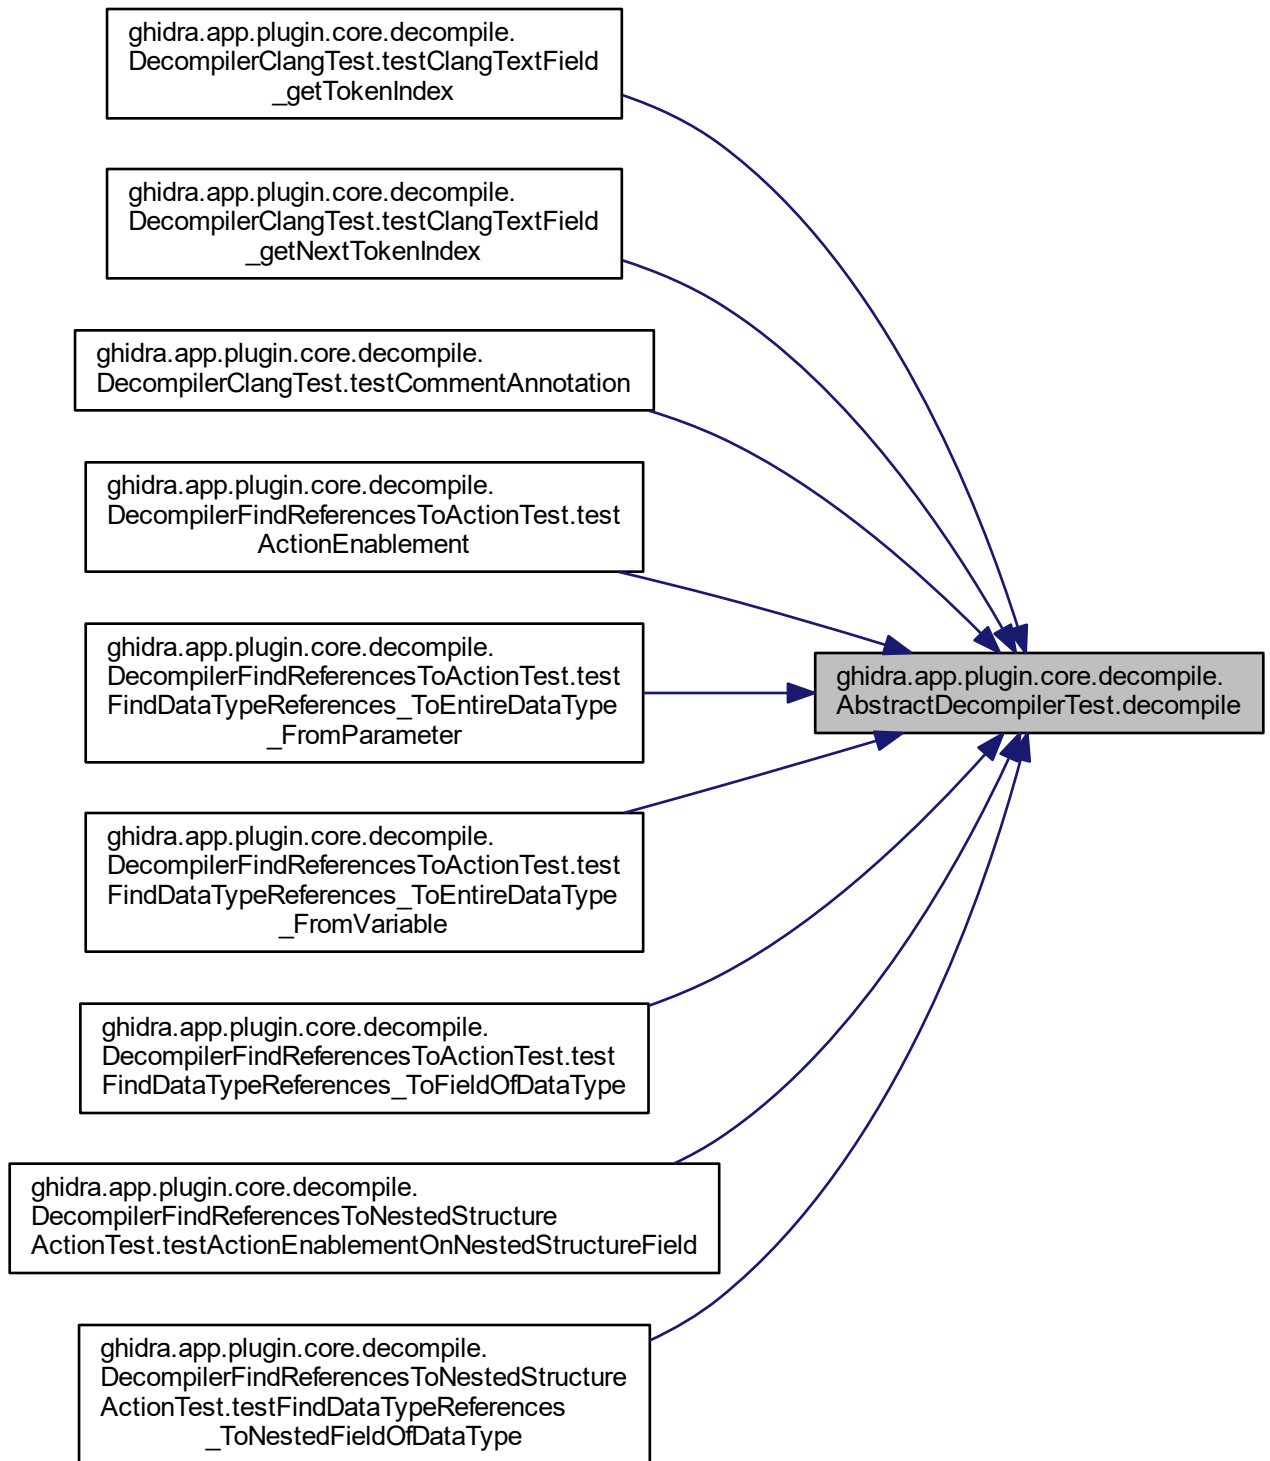 ghidra.app.plugin.core.decompile.
DecompilerClangTest.testClangTextField
_getTokenIndex
ghidra.app.plugin.core.decompile.
DecompilerClangTest.testClangTextField
_getNextTokenIndex
ghidra.app.plugin.core.decompile.
DecompilerClangTest.testCommentAnnotation
ghidra.app.plugin.core.decompile.
DecompilerFindReferencesToActionTest.test
ActionEnablement
ghidra.app.plugin.core.decompile.
DecompilerFindReferencesToActionTest.test
FindDataTypeReferences_ToEntireDataType
_FromParameter
ghidra.app.plugin.core.decompile.
AbstractDecompilerTest.decompile
ghidra.app.plugin.core.decompile.
DecompilerFindReferencesToActionTest.test
FindDataTypeReferences_ToEntireDataType
_FromVariable
ghidra.app.plugin.core.decompile.
DecompilerFindReferencesToActionTest.test
FindDataTypeReferences_ToFieldOfDataType
ghidra.app.plugin.core.decompile.
DecompilerFindReferencesToNestedStructure
ActionTest.testActionEnablementOnNestedStructureField
ghidra.app.plugin.core.decompile.
DecompilerFindReferencesToNestedStructure
ActionTest.testFindDataTypeReferences
_ToNestedFieldOfDataType